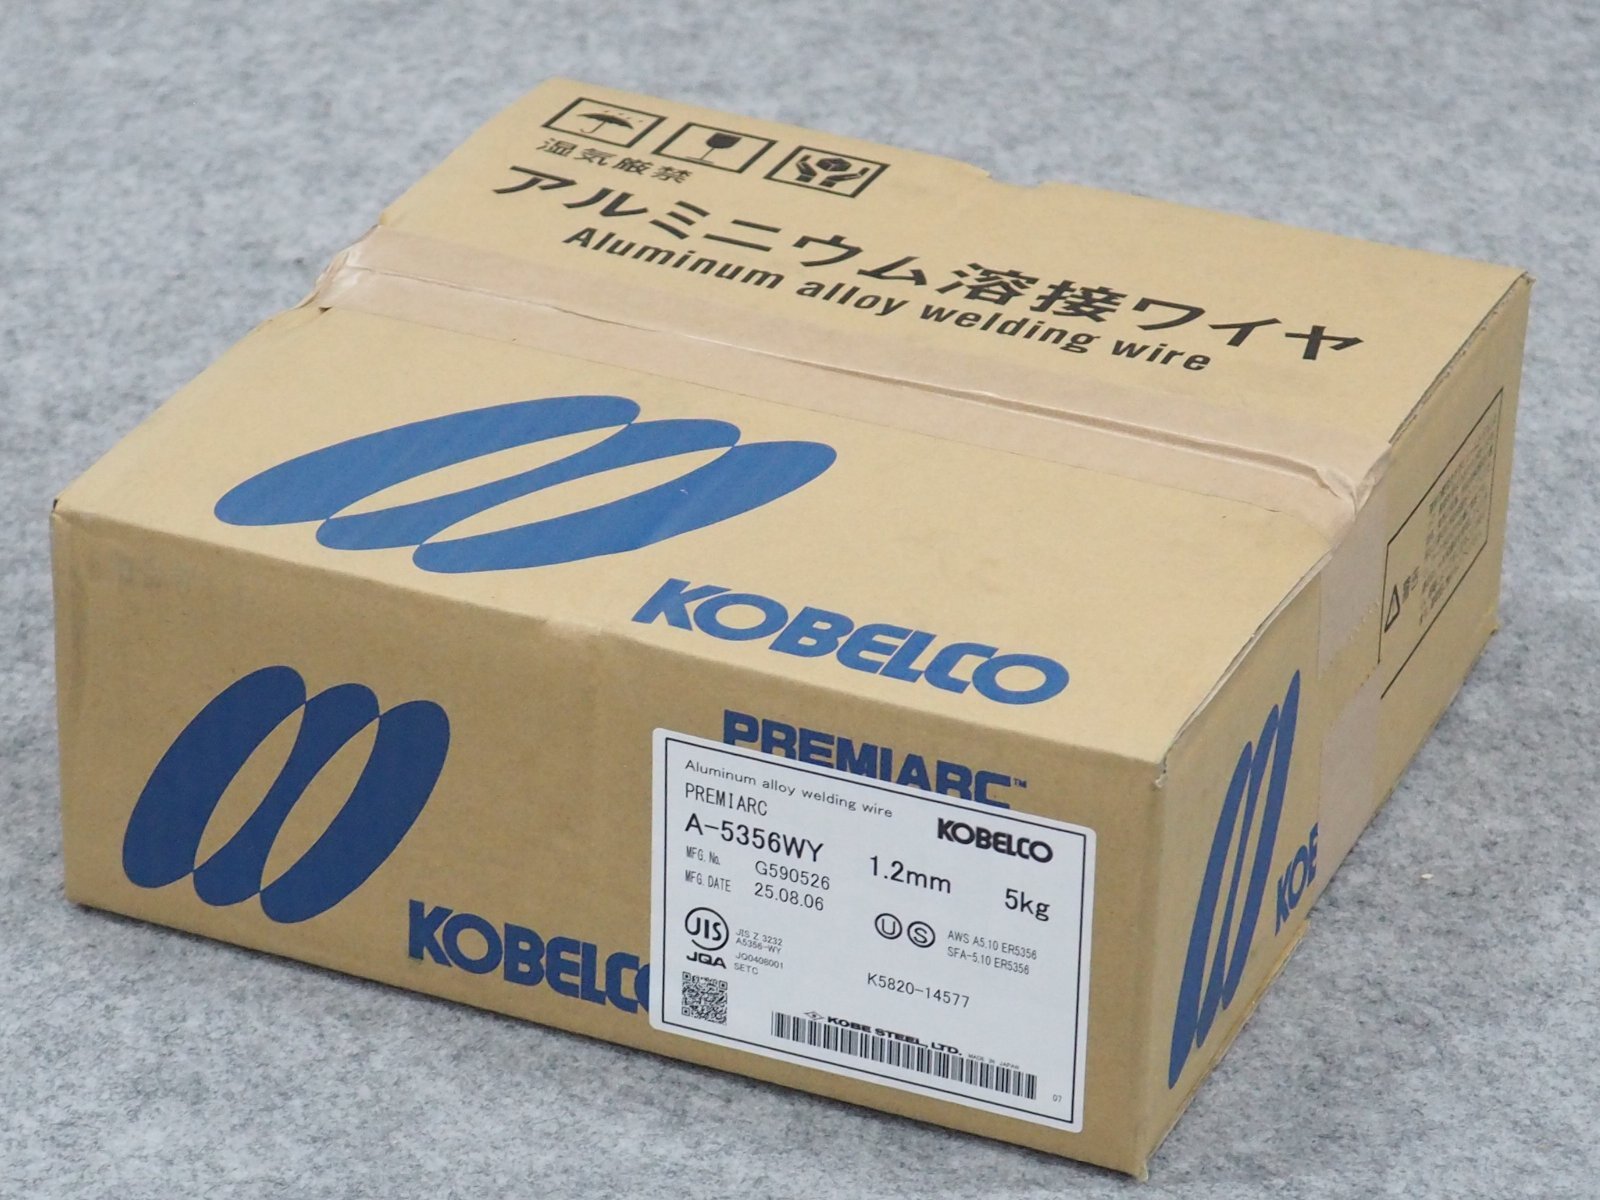 湿気厳禁
アルミニウム溶接ワイヤ
Aluminum alloy welding wire
KOBELCO
PREMIARC™
KOBELCO
Aluminum alloy welding wire
PREMIARC
KOBELCO
A-5356WY 1.2mm 5kg
MFG.No. G590526
MFG.DATE 25.08.06
JIS
JIS Z 3232
A5356-WY
JQA
JQ0408001
SETC
U S
AWS A5.10 ER5356
SFA-5.10 ER5356
K5820-14577
KOBE STEEL, LTD. MADE IN JAPAN
07
KOBE
警告